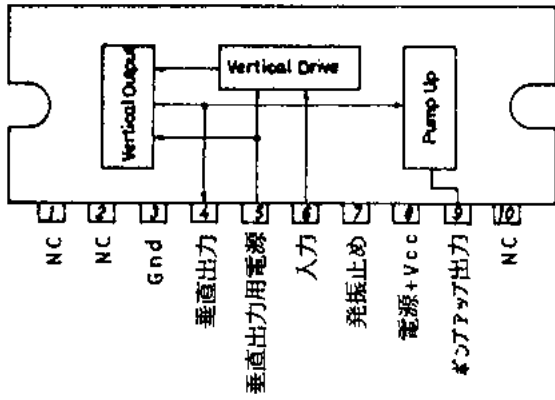 Vertical Output
Vertical Drive
Pump Up
1
2
3
4
5
6
7
8
9
10
NC
NC
Gnd
垂直出力
垂直出力用電源
入力
発振止め
電源+Vcc
ポンプアップ出力
NC